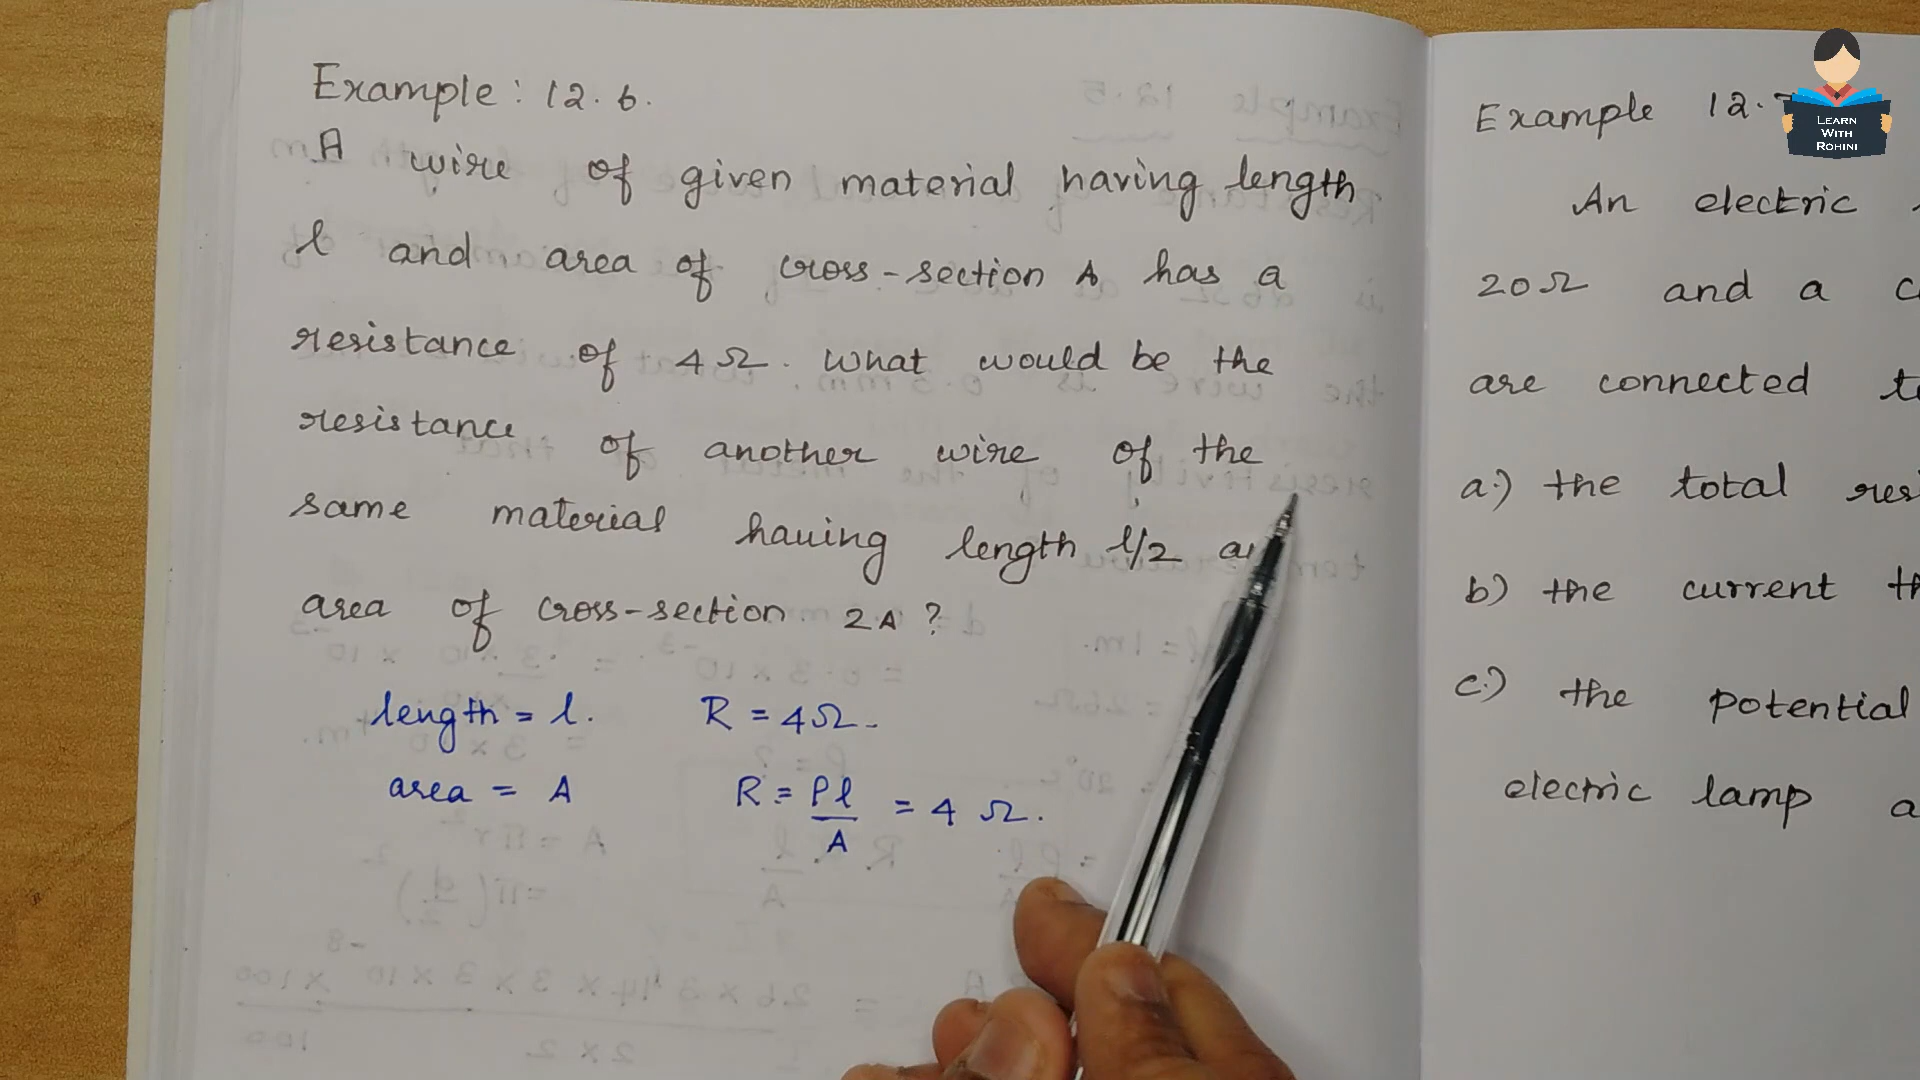 Example : 12.6.
A wire of given material having length
l and area of cross-section A has a
resistance of 4Ω. What would be the
resistance of another wire of the
same material having length l/2
area of cross-section 2A ?
length = l. R = 4Ω.
area = A R = ρl/A = 4 Ω.
Example 12.
An electric
20Ω and a
are connected
a.) the total
b) the current
c.) the potential
electric lamp
LEARN
WITH
ROHINI